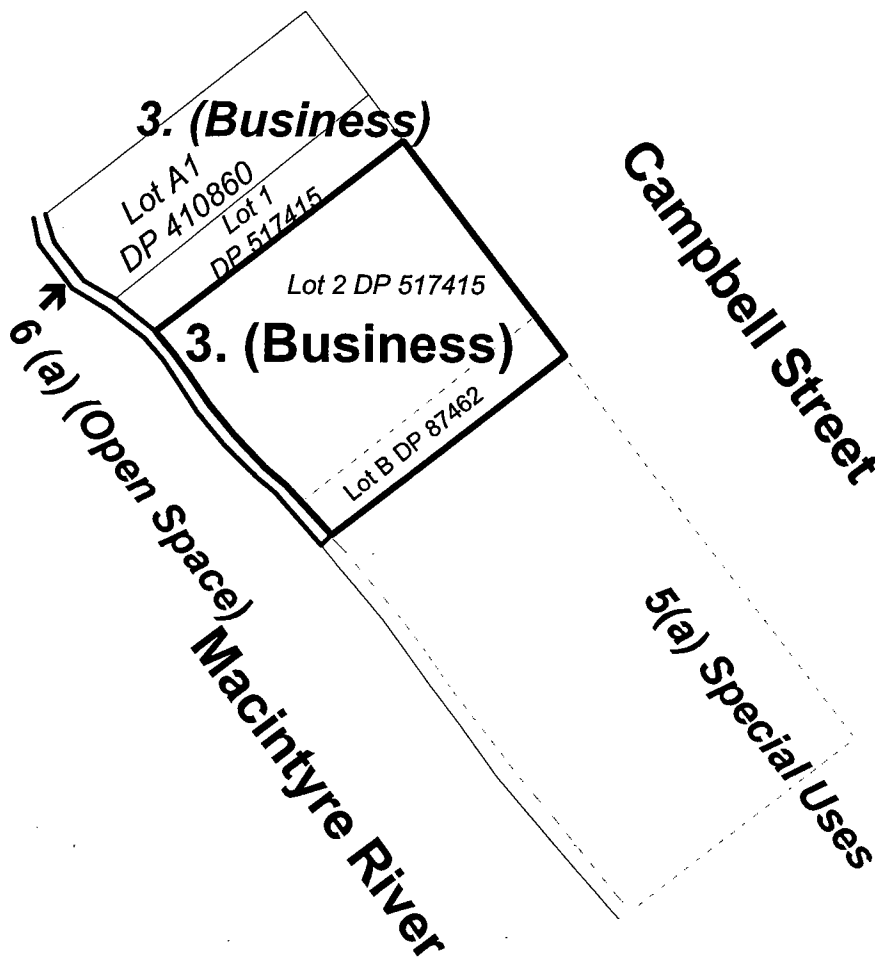 3. (Business)
Lot A1
DP 410860
Lot 1
DP 517415
Lot 2 DP 517415
3. (Business)
Lot B DP 87462
Campbell Street
6 (a) (Open Space)
Macintyre River
5(a) Special Uses